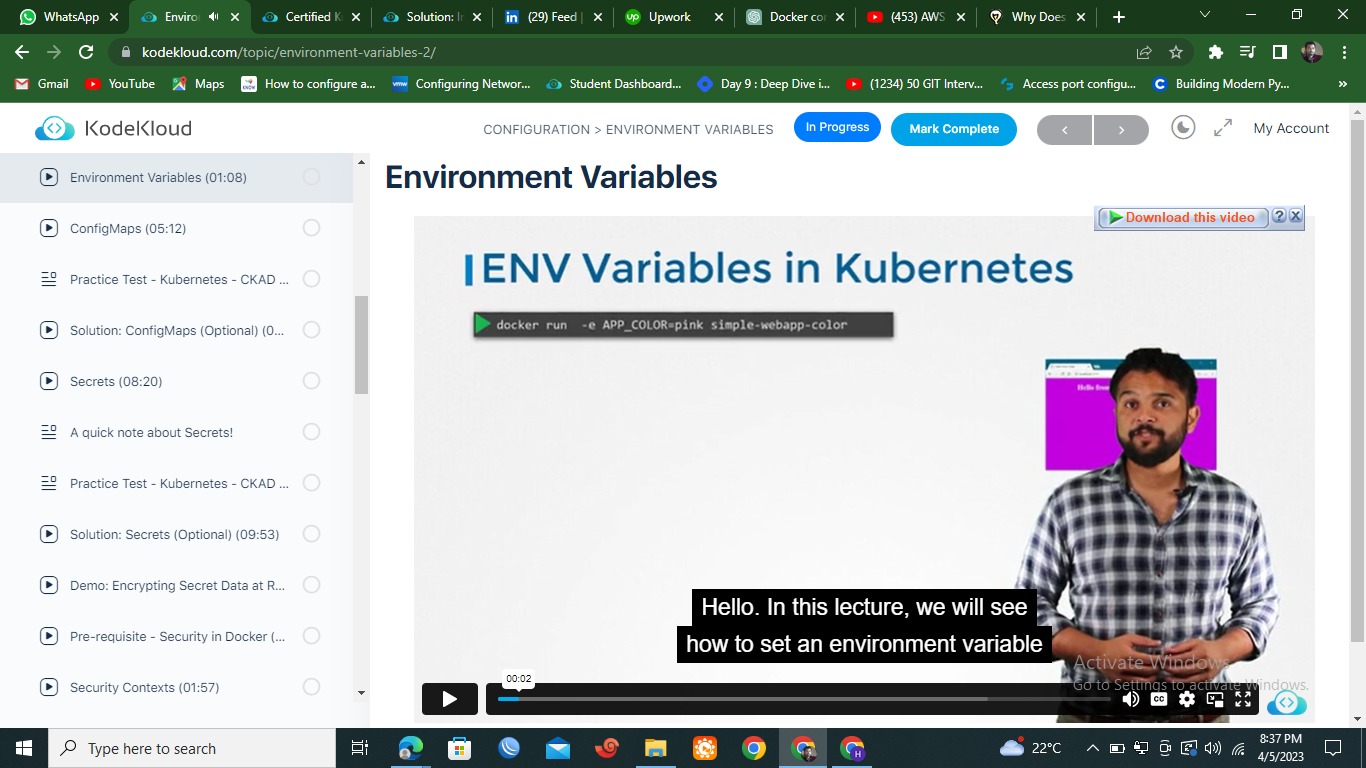 WhatsApp
Enviro
Certified K
Solution: I
(29) Feed |
Upwork
Docker co
(453) AWS
Why Does
kodekloud.com/topic/environment-variables-2/
Gmail
YouTube
Maps
How to configure a...
Configuring Networ...
Student Dashboard...
Day 9 : Deep Dive i...
(1234) 50 GIT Interv...
Access port configu...
Building Modern Py...
»
KodeKloud
CONFIGURATION > ENVIRONMENT VARIABLES
In Progress
Mark Complete
<
>
My Account
Environment Variables (01:08)
ConfigMaps (05:12)
Practice Test - Kubernetes - CKAD ...
Solution: ConfigMaps (Optional) (0...
Secrets (08:20)
A quick note about Secrets!
Practice Test - Kubernetes - CKAD ...
Solution: Secrets (Optional) (09:53)
Demo: Encrypting Secret Data at R...
Pre-requisite - Security in Docker (...
Security Contexts (01:57)
Environment Variables
Download this video
?
ENV Variables in Kubernetes
docker run -e APP_COLOR=pink simple-webapp-color
Hello from
Hello. In this lecture, we will see
how to set an environment variable
Activate Windows
Go to Settings to activate Windows.
00:02
CC
Type here to search
22°C
8:37 PM
4/5/2023